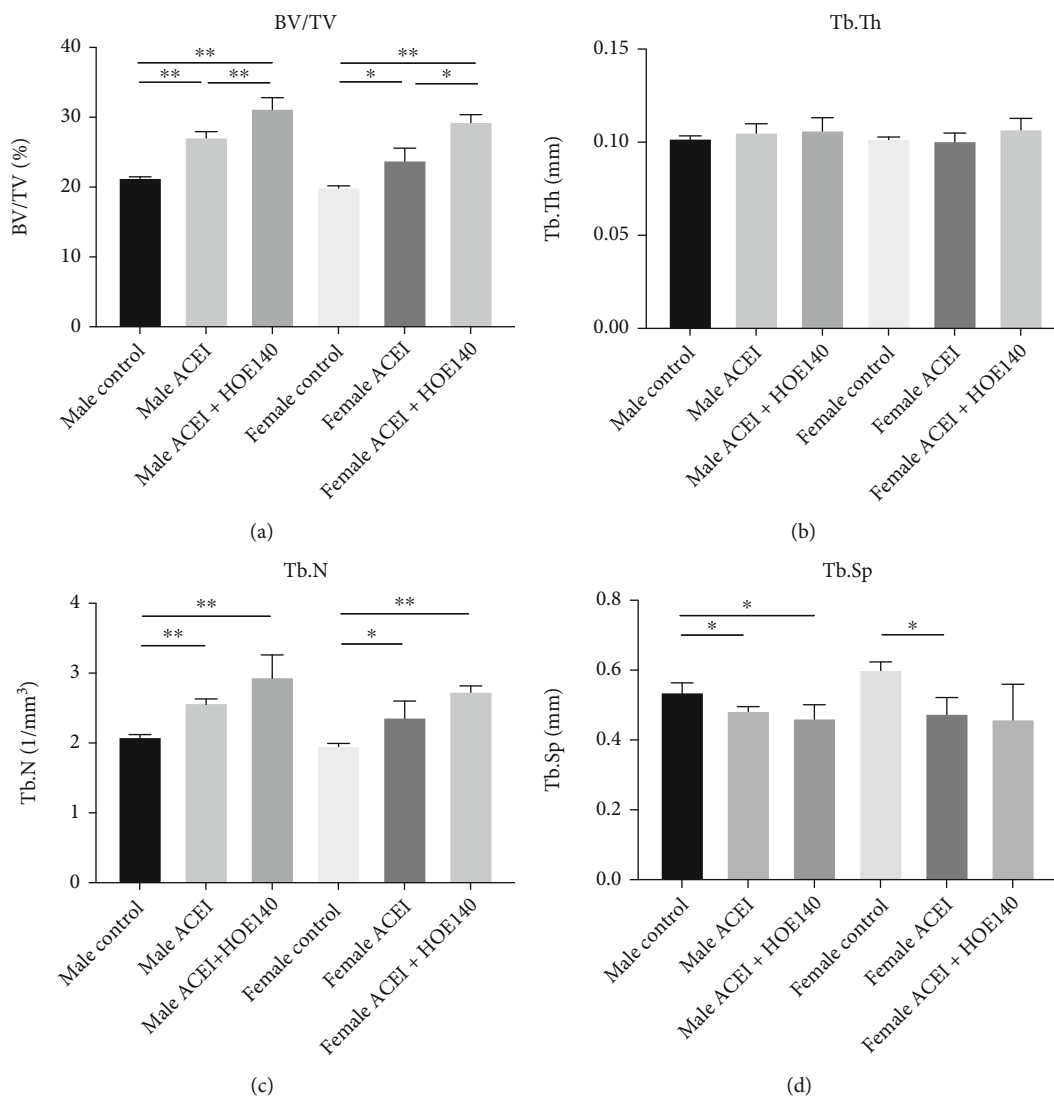 BV/TV
BV/TV (%)
40
30
20
10
0
** ** **
** * *
Male control
Male ACEI
Male ACEI + HOE140
Female control
Female ACEI
Female ACEI + HOE140
(a)
Tb.Th
Tb.Th (mm)
0.15
0.10
0.05
0.00
Male control
Male ACEI
Male ACEI + HOE140
Female control
Female ACEI
Female ACEI + HOE140
(b)
Tb.N
Tb.N (1/mm³)
4
3
2
1
0
** **
** *
Male control
Male ACEI
Male ACEI+HOE140
Female control
Female ACEI
Female ACEI + HOE140
(c)
Tb.Sp
Tb.Sp (mm)
0.8
0.6
0.4
0.2
0.0
* * *
Male control
Male ACEI
Male ACEI + HOE140
Female control
Female ACEI
Female ACEI + HOE140
(d)